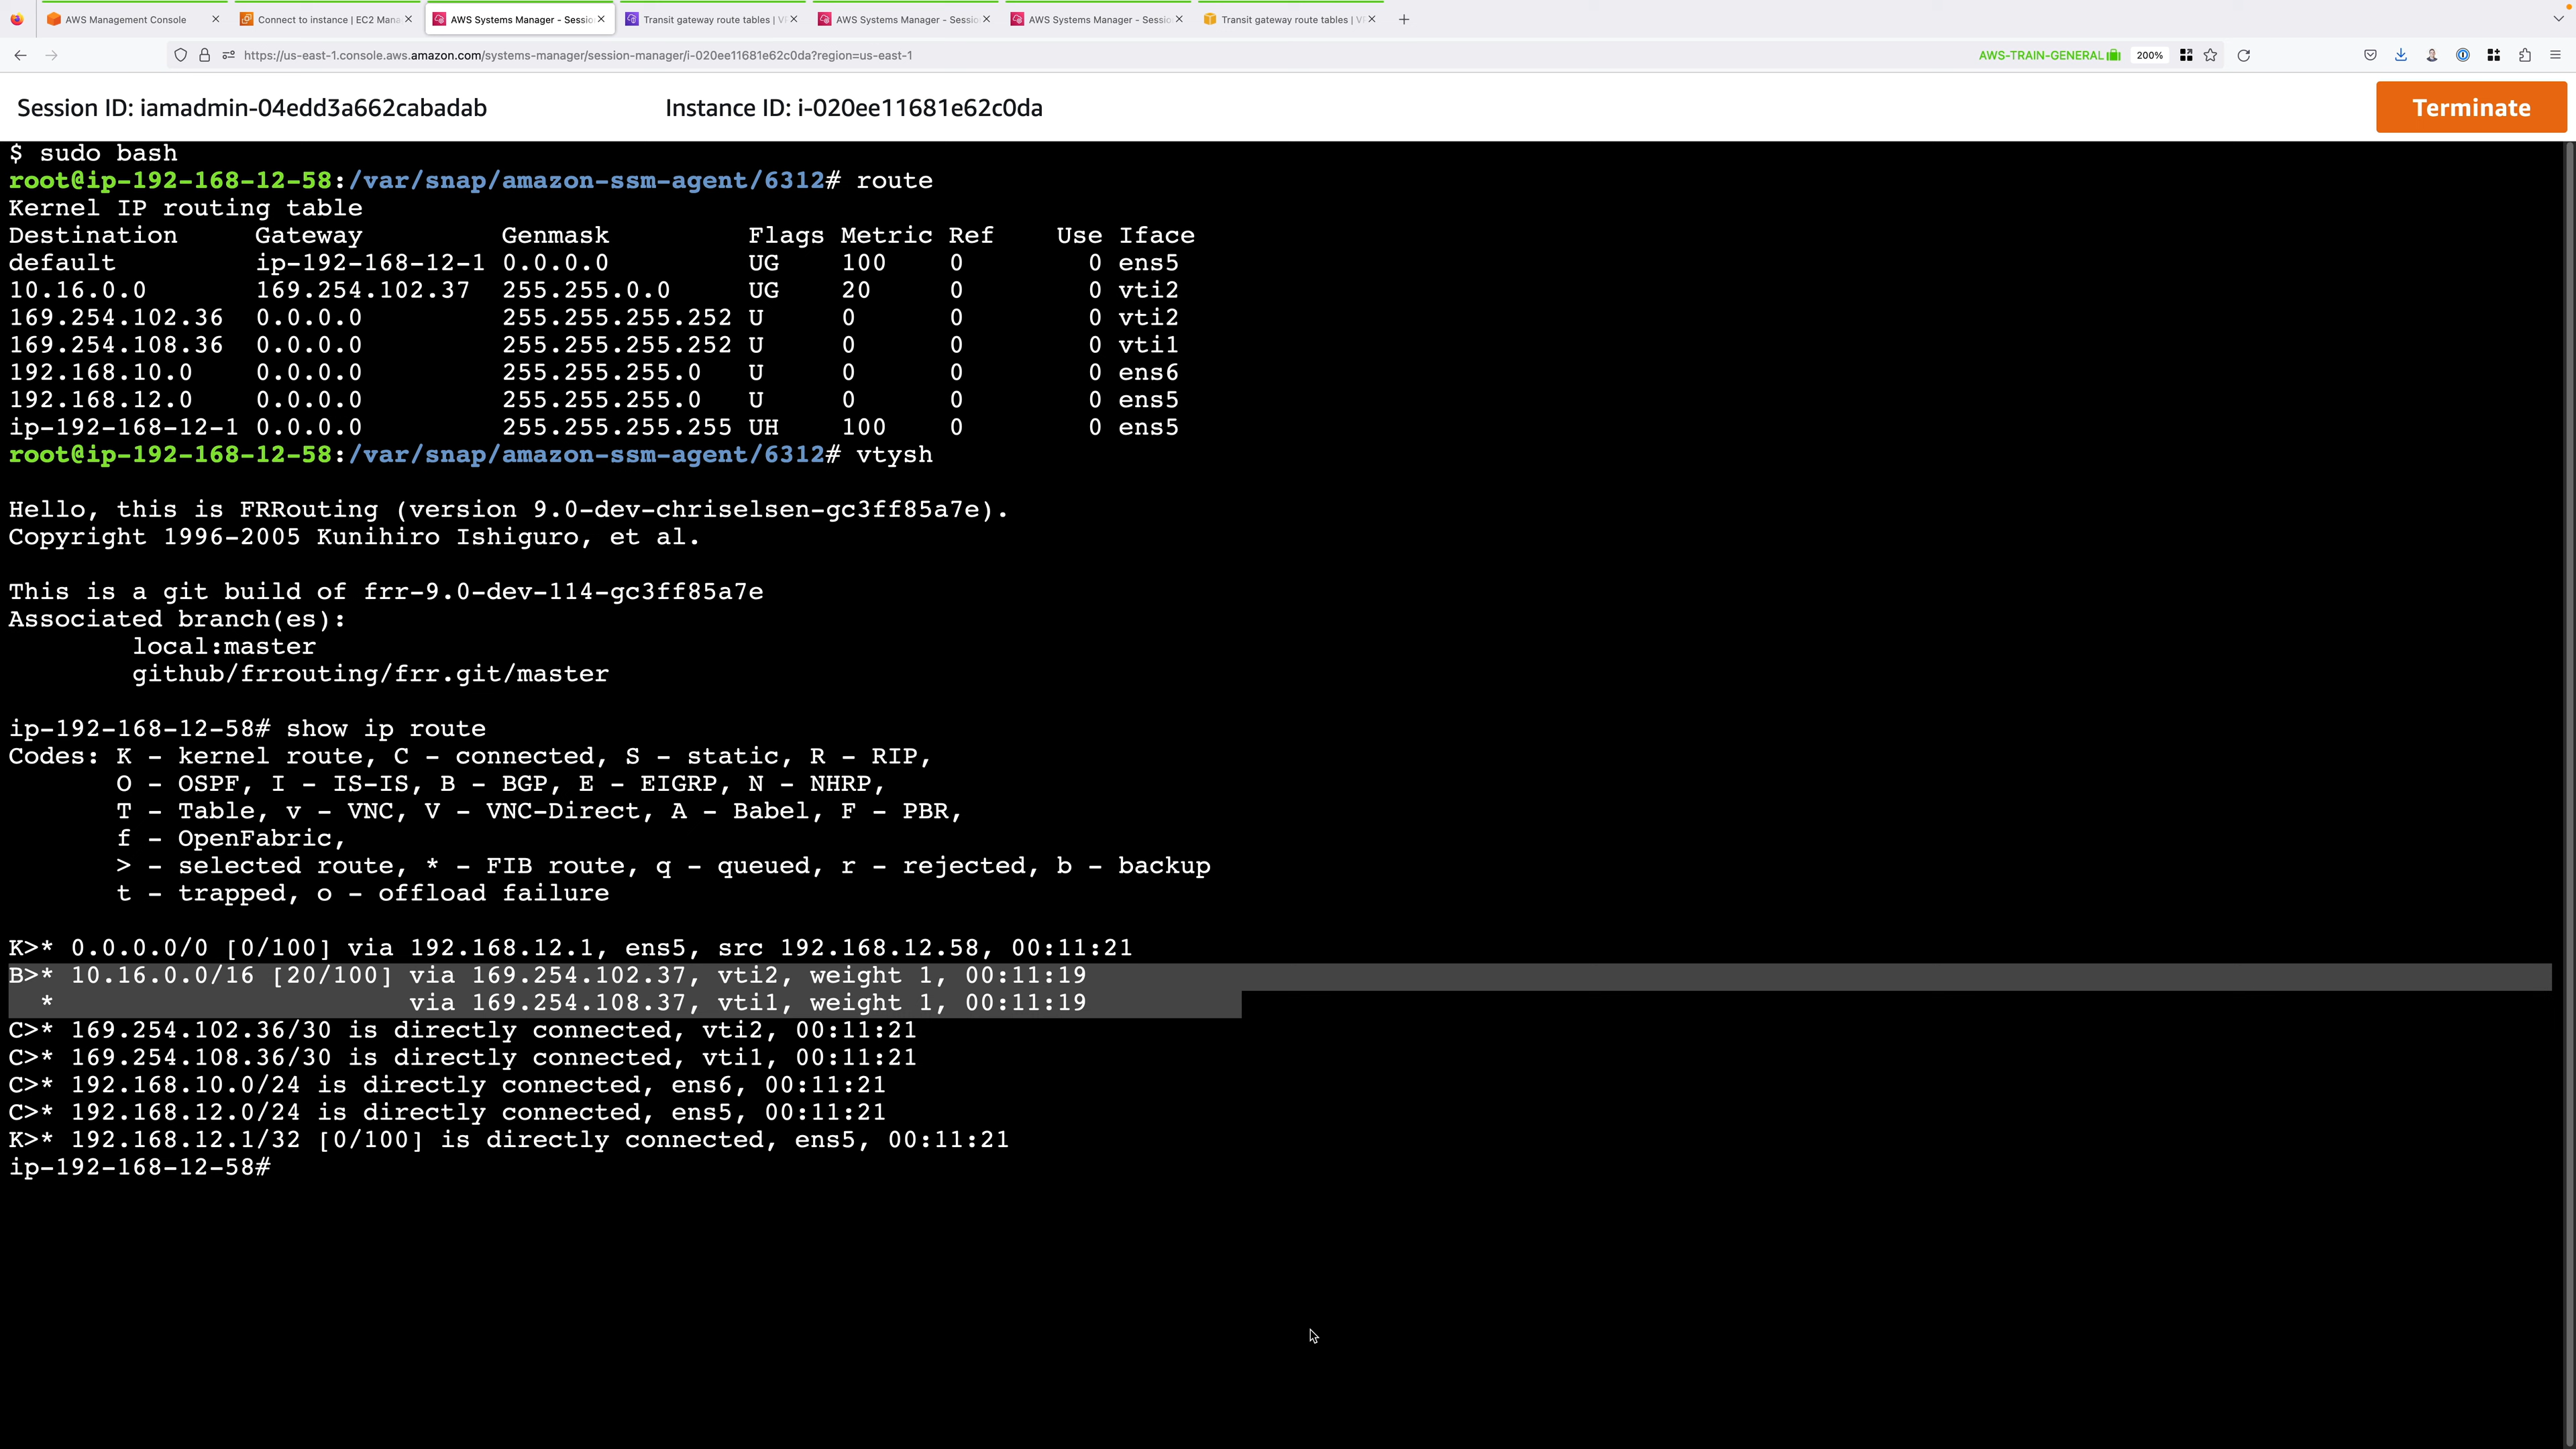 AWS Management Console
Connect to instance | EC2 Mana
AWS Systems Manager - Sessio
Transit gateway route tables | V
AWS Systems Manager - Sessio
AWS Systems Manager - Sessio
Transit gateway route tables | V
https://us-east-1.console.aws.amazon.com/systems-manager/session-manager/i-020ee11681e62c0da?region=us-east-1
AWS-TRAIN-GENERAL
200%
Session ID: iamadmin-04edd3a662cabadab
Instance ID: i-020ee11681e62c0da
Terminate
$ sudo bash
root@ip-192-168-12-58:/var/snap/amazon-ssm-agent/6312# route
Kernel IP routing table
Destination     Gateway         Genmask         Flags Metric Ref    Use Iface
default         ip-192-168-12-1 0.0.0.0         UG    100    0        0 ens5
10.16.0.0       169.254.102.37  255.255.0.0     UG    20     0        0 vti2
169.254.102.36  0.0.0.0         255.255.255.252 U     0      0        0 vti2
169.254.108.36  0.0.0.0         255.255.255.252 U     0      0        0 vti1
192.168.10.0    0.0.0.0         255.255.255.0   U     0      0        0 ens6
192.168.12.0    0.0.0.0         255.255.255.0   U     0      0        0 ens5
ip-192-168-12-1 0.0.0.0         255.255.255.255 UH    100    0        0 ens5
root@ip-192-168-12-58:/var/snap/amazon-ssm-agent/6312# vtysh
Hello, this is FRRouting (version 9.0-dev-chriselsen-gc3ff85a7e).
Copyright 1996-2005 Kunihiro Ishiguro, et al.
This is a git build of frr-9.0-dev-114-gc3ff85a7e
Associated branch(es):
local:master
github/frrouting/frr.git/master
ip-192-168-12-58# show ip route
Codes: K - kernel route, C - connected, S - static, R - RIP,
O - OSPF, I - IS-IS, B - BGP, E - EIGRP, N - NHRP,
T - Table, v - VNC, V - VNC-Direct, A - Babel, F - PBR,
f - OpenFabric,
> - selected route, * - FIB route, q - queued, r - rejected, b - backup
t - trapped, o - offload failure
K>* 0.0.0.0/0 [0/100] via 192.168.12.1, ens5, src 192.168.12.58, 00:11:21
B>* 10.16.0.0/16 [20/100] via 169.254.102.37, vti2, weight 1, 00:11:19
*                       via 169.254.108.37, vti1, weight 1, 00:11:19
C>* 169.254.102.36/30 is directly connected, vti2, 00:11:21
C>* 169.254.108.36/30 is directly connected, vti1, 00:11:21
C>* 192.168.10.0/24 is directly connected, ens6, 00:11:21
C>* 192.168.12.0/24 is directly connected, ens5, 00:11:21
K>* 192.168.12.1/32 [0/100] is directly connected, ens5, 00:11:21
ip-192-168-12-58#